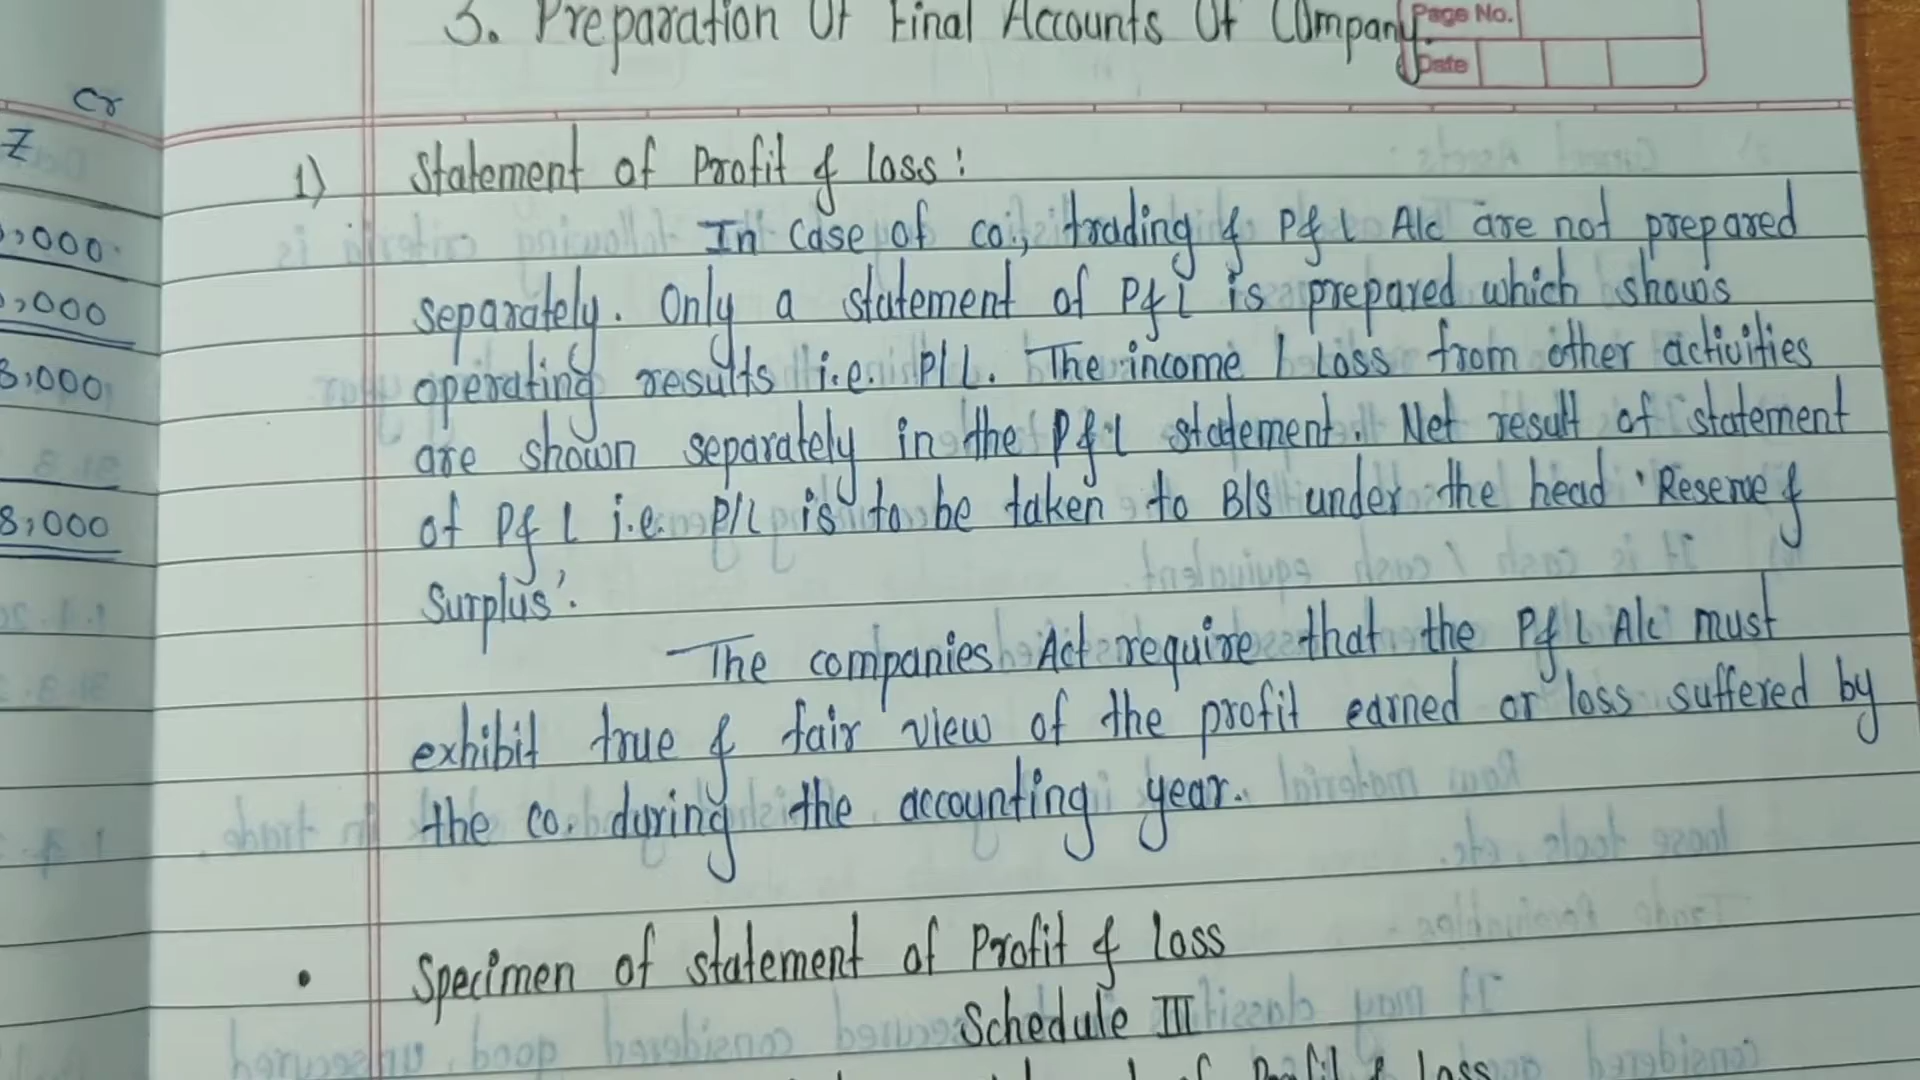 3. Preparation Of Final Accounts Of Company.
Page No.
Date
Cr
Z
,000
,000
8,000
8,000
1) Statement of Profit & loss:
In case of co., trading & P&L A/c are not prepared
separately. Only a statement of P&L is prepared which shows
operating results i.e. P/L. The income / Loss from other activities
are shown separately in the P&L statement. Net result of statement
of P&L i.e. P/L is to be taken to B/S under the head 'Reserve &
Surplus'.
The companies Act require that the P&L A/c must
exhibit true & fair view of the profit earned or loss suffered by
the co. during the accounting year.
• Specimen of statement of Profit & loss
Schedule III
of Profit & Loss